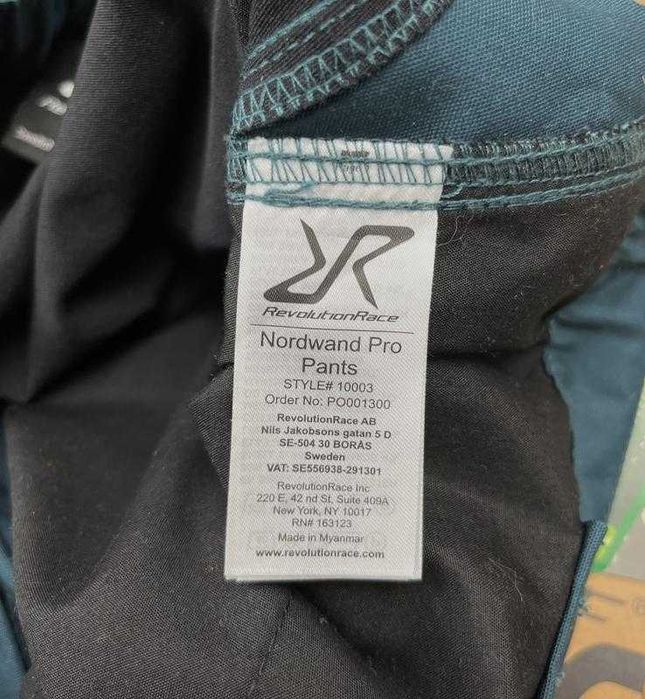 RevolutionRace
Nordwand Pro
Pants
STYLE# 10003
Order No: PO001300
RevolutionRace AB
Nils Jakobsons gatan 5 D
SE-504 30 BORÅS
Sweden
VAT: SE556938-291301
RevolutionRace Inc
220 E, 42 nd St, Suite 409A
New York, NY 10017
RN# 163123
Made in Myanmar
www.revolutionrace.com